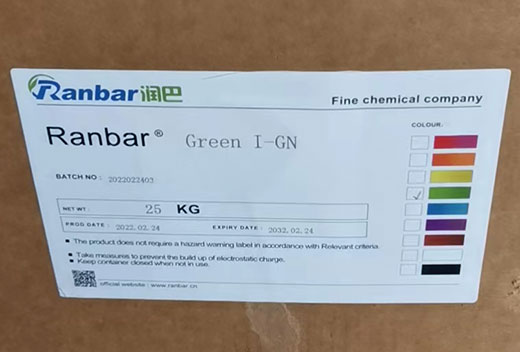 Ranbar润巴
Fine chemical company
Ranbar® Green I-GN
COLOUR:
BATCH NO : 2022022403
NET WT : 25 KG
PROD DATE : 2022.02.24 EXPIRY DATE : 2032.02.24
The product does not require a hazard warning label in accordance with Relevant criteria
Take measures to prevent the build up of electrostatic charge.
Keep container closed when not in use.
official website : www.ranbar.cn